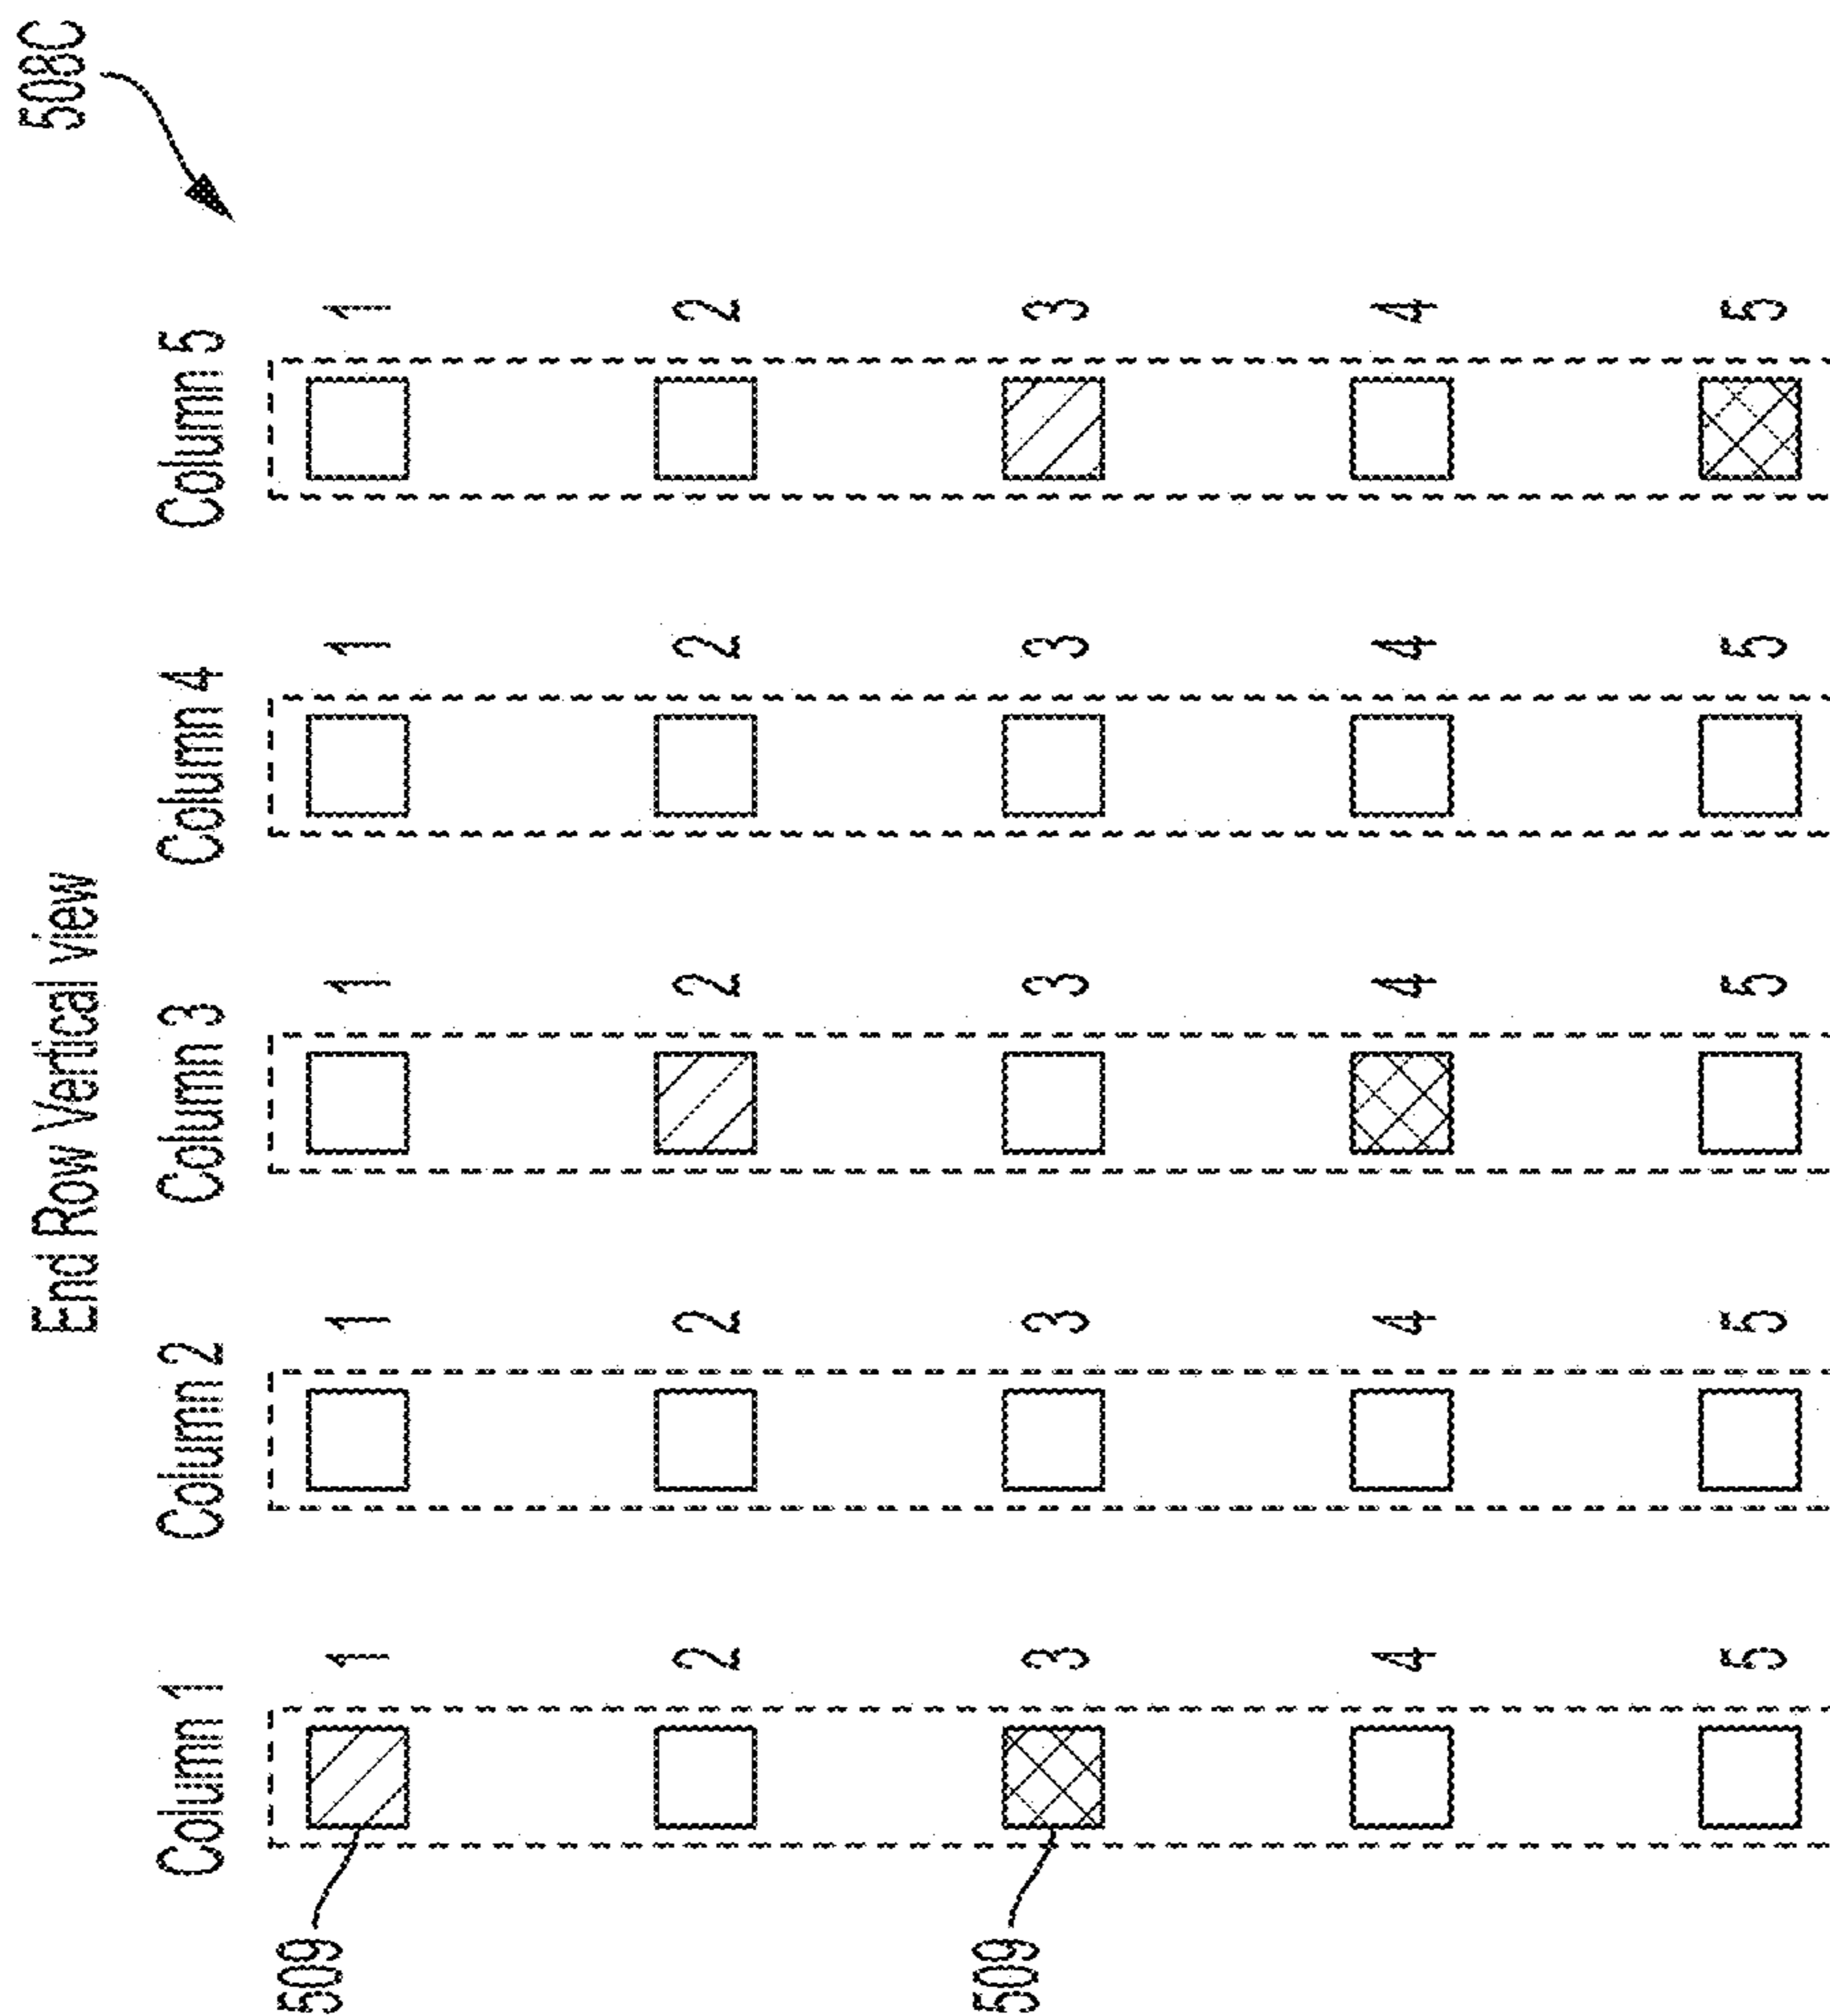 508C
End Row Vertical view
Column 1 Column 2 Column 3 Column 4 Column 5
509 1 1 1 1 1
2 2 2 2 2
509 3 3 3 3 3
4 4 4 4 4
5 5 5 5 5